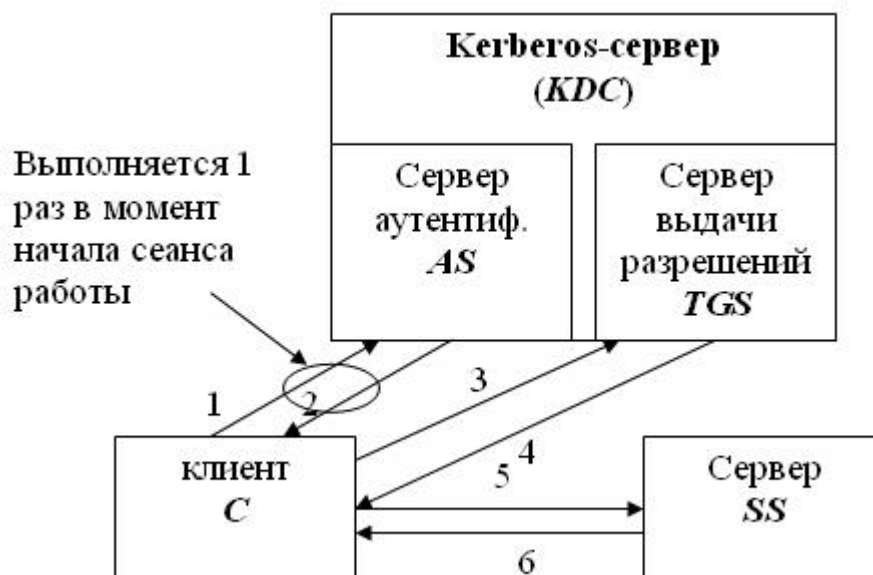 Kerberos-сервер
(KDC)
Выполняется 1
раз в момент
начала сеанса
работы
Сервер
аутентиф.
AS
Сервер
выдачи
разрешений
TGS
1
2
3
4
5
клиент
C
Сервер
SS
6